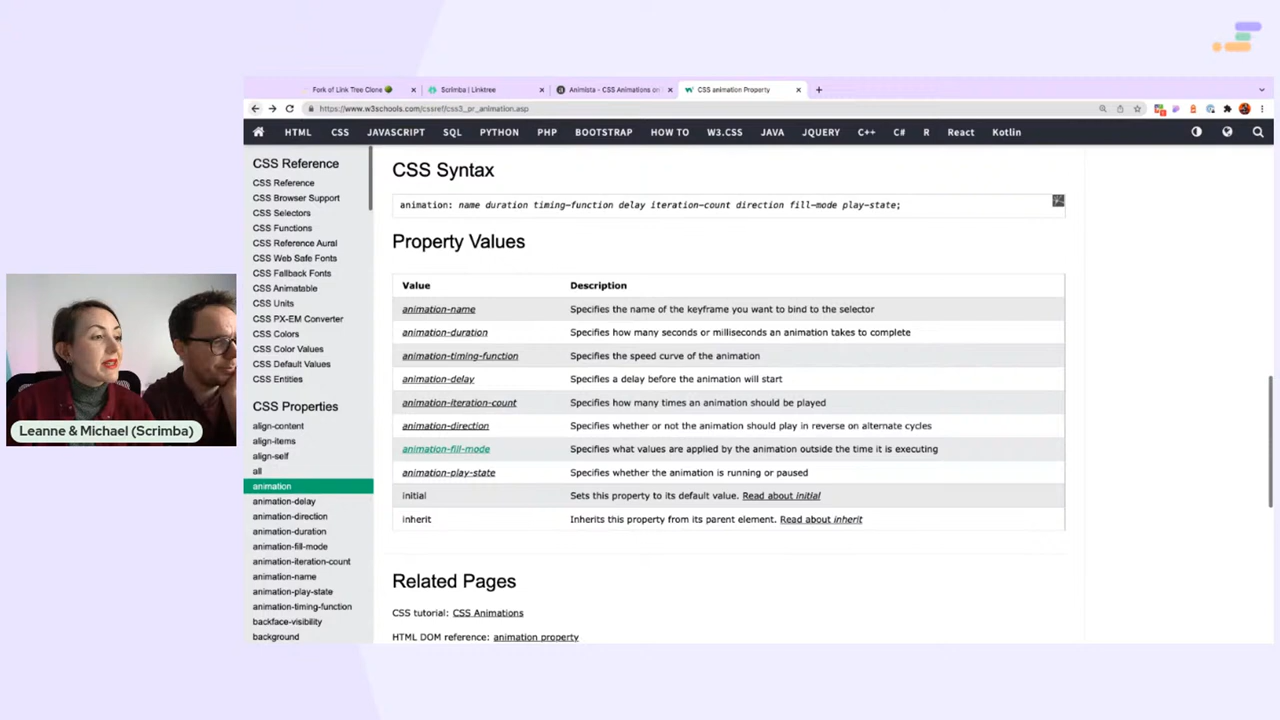 Fork of Link Tree Clone
Scrimba | Linktree
Animista - CSS Animations on
CSS animation Property
https://www.w3schools.com/cssref/css3_pr_animation.asp
HTML CSS JAVASCRIPT SQL PYTHON PHP BOOTSTRAP HOW TO W3.CSS JAVA JQUERY C++ C# R React Kotlin
CSS Reference
CSS Reference
CSS Browser Support
CSS Selectors
CSS Functions
CSS Reference Aural
CSS Web Safe Fonts
CSS Fallback Fonts
CSS Animatable
CSS Units
CSS PX-EM Converter
CSS Colors
CSS Color Values
CSS Default Values
CSS Entities
CSS Properties
align-content
align-items
align-self
all
animation
animation-delay
animation-direction
animation-duration
animation-fill-mode
animation-iteration-count
animation-name
animation-play-state
animation-timing-function
backface-visibility
background
CSS Syntax
animation: name duration timing-function delay iteration-count direction fill-mode play-state;
Property Values
Value Description
animation-name Specifies the name of the keyframe you want to bind to the selector
animation-duration Specifies how many seconds or milliseconds an animation takes to complete
animation-timing-function Specifies the speed curve of the animation
animation-delay Specifies a delay before the animation will start
animation-iteration-count Specifies how many times an animation should be played
animation-direction Specifies whether or not the animation should play in reverse on alternate cycles
animation-fill-mode Specifies what values are applied by the animation outside the time it is executing
animation-play-state Specifies whether the animation is running or paused
initial Sets this property to its default value. Read about initial
inherit Inherits this property from its parent element. Read about inherit
Related Pages
CSS tutorial: CSS Animations
HTML DOM reference: animation property
Leanne & Michael (Scrimba)